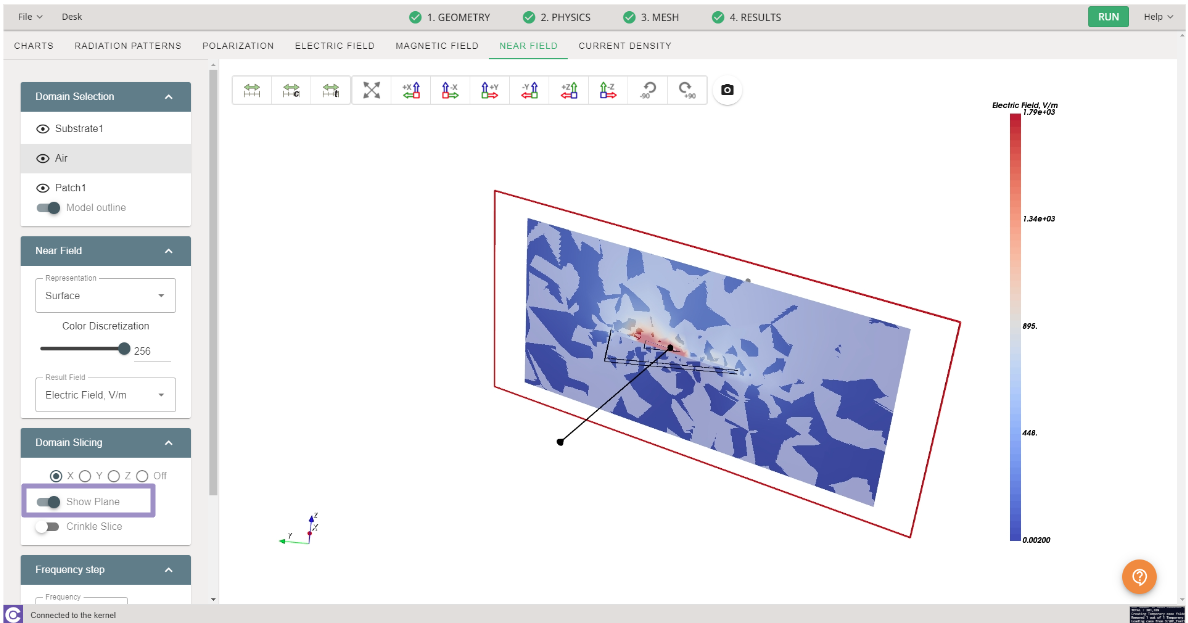 File Desk 1. GEOMETRY 2. PHYSICS 3. MESH 4. RESULTS RUN Help
CHARTS RADIATION PATTERNS POLARIZATION ELECTRIC FIELD MAGNETIC FIELD NEAR FIELD CURRENT DENSITY
+X -X +Y -Y +Z -Z -90 +90
Domain Selection
Substrate1
Air
Patch1
Model outline
Near Field
Representation
Surface
Color Discretization
256
Result Field
Electric Field, V/m
Domain Slicing
X Y Z Off
Show Plane
Crinkle Slice
Frequency step
Frequency
Electric Field, V/m
1.79e+03
1.34e+03
895.
448.
0.00200
Z
X
Y
Connected to the kernel